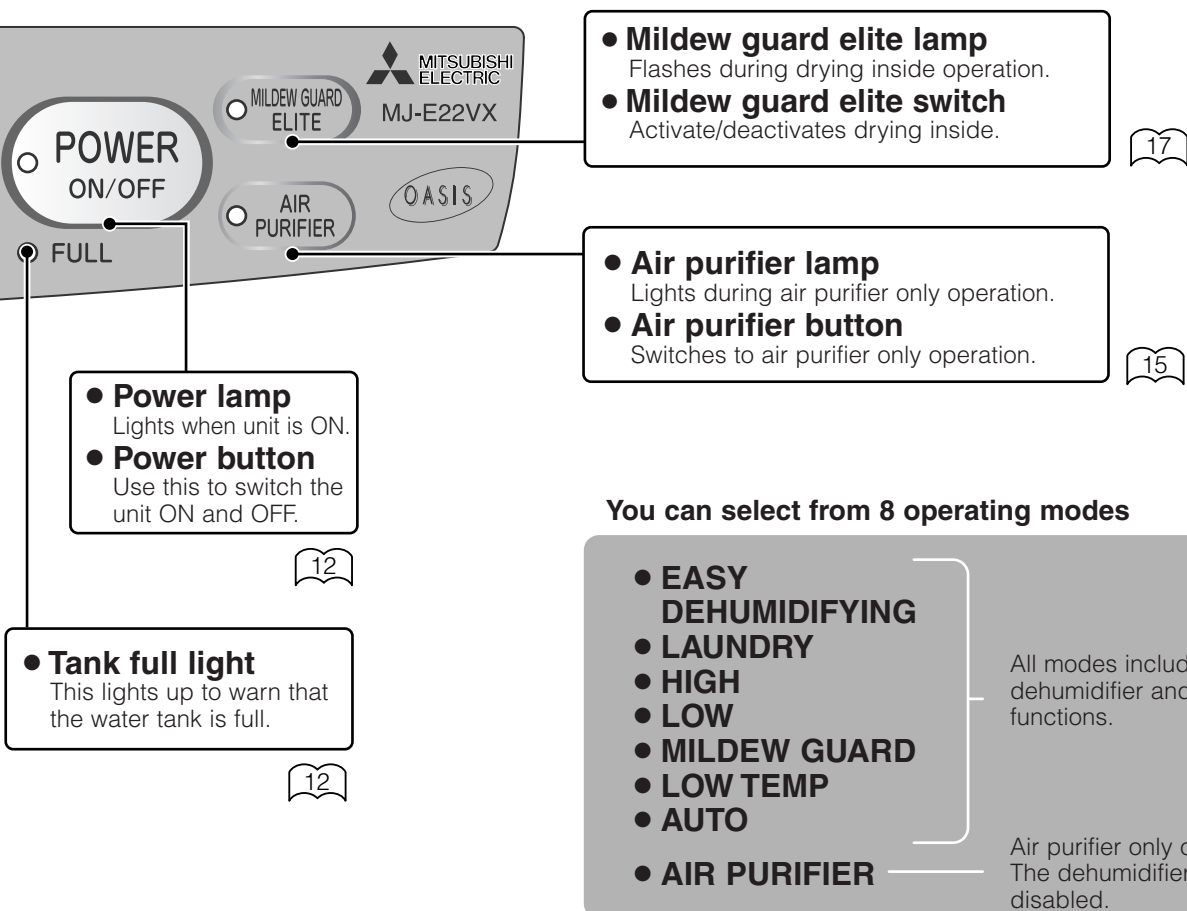 MITSUBISHI
ELECTRIC
MILDEW GUARD
ELITE
MJ-E22VX
POWER
ON/OFF
AIR
PURIFIER
OASIS
FULL
● Mildew guard elite lamp
Flashes during drying inside operation.
● Mildew guard elite switch
Activate/deactivates drying inside.
17
● Air purifier lamp
Lights during air purifier only operation.
● Air purifier button
Switches to air purifier only operation.
15
● Power lamp
Lights when unit is ON.
● Power button
Use this to switch the
unit ON and OFF.
12
● Tank full light
This lights up to warn that
the water tank is full.
12
You can select from 8 operating modes
● EASY
DEHUMIDIFYING
● LAUNDRY
● HIGH
● LOW
● MILDEW GUARD
● LOW TEMP
● AUTO
● AIR PURIFIER
All modes includ
dehumidifier and
functions.
Air purifier only
The dehumidifier
disabled.